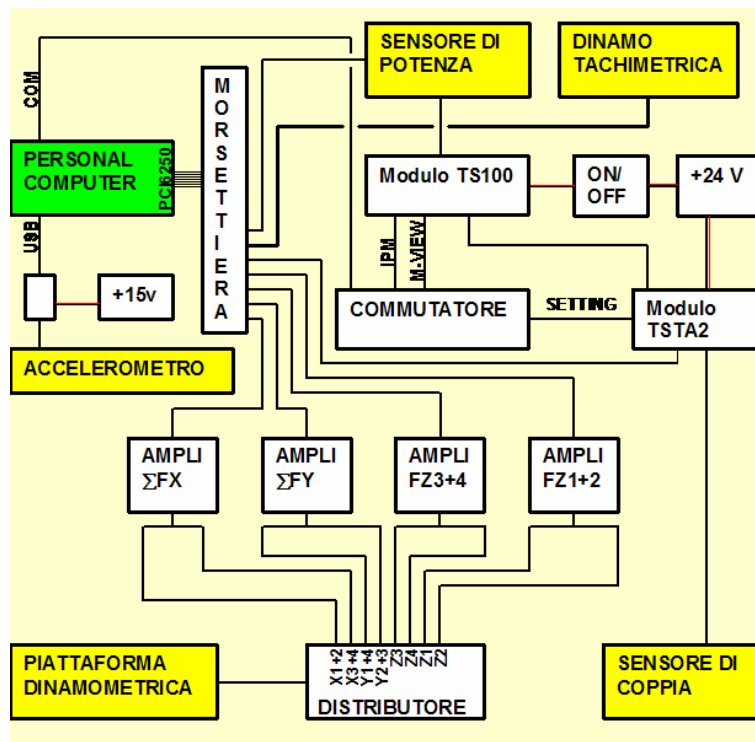 SENSORE DI
POTENZA
DINAMO
TACHIMETRICA
COM
MORSETTIERA
PERSONAL
COMPUTER
PCI6250
Modulo TS100
ON/
OFF
+24 V
USB
IPM
M-VIEW
+15v
COMMUTATORE
SETTING
Modulo
TSTA2
ACCELEROMETRO
AMPLI
ΣFX
AMPLI
ΣFY
AMPLI
FZ3+4
AMPLI
FZ1+2
X1+2
X3+4
Y1+4
Y2+3
Z3
Z4
Z1
Z2
PIATTAFORMA
DINAMOMETRICA
DISTRIBUTORE
SENSORE DI
COPPIA